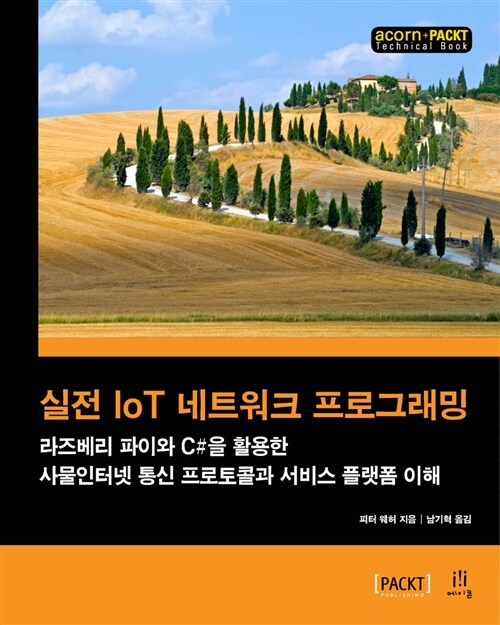 acorn+PACKT
Technical Book
실전 IoT 네트워크 프로그래밍
라즈베리 파이와 C#을 활용한
사물인터넷 통신 프로토콜과 서비스 플랫폼 이해
피터 웨허 지음 | 남기혁 옮김
[PACKT]
PUBLISHING
에이콘